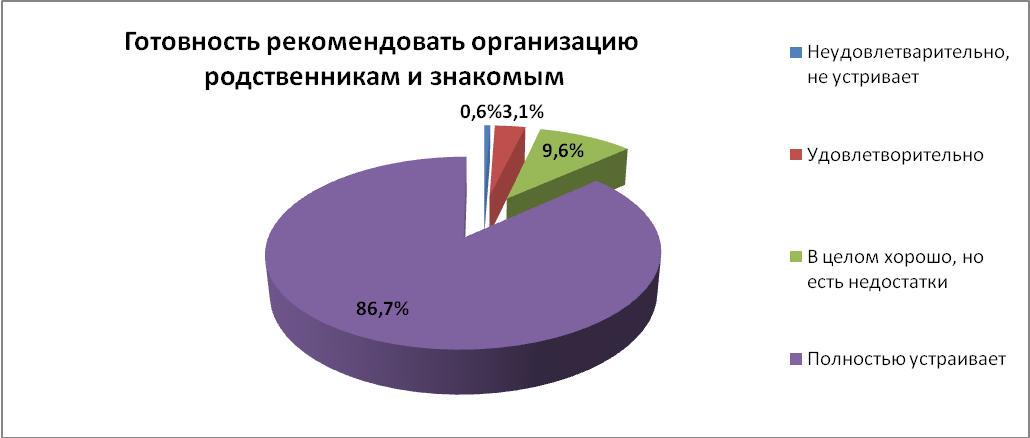 Готовность рекомендовать организацию
родственникам и знакомым
0,6%
3,1%
9,6%
86,7%
Неудовлетварительно,
не устривает
Удовлетворительно
В целом хорошо, но
есть недостатки
Полностью устраивает